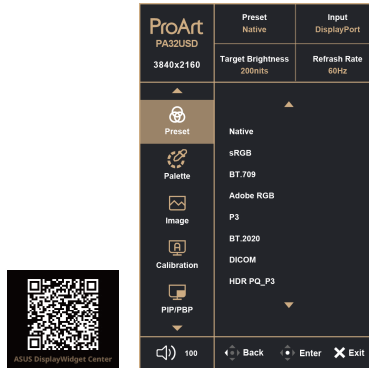 ProArt
PA32USD
3840x2160
Preset
Native
Input
DisplayPort
Target Brightness
200nits
Refresh Rate
60Hz
Preset
Palette
Image
Calibration
PIP/PBP
Native
sRGB
BT.709
Adobe RGB
P3
BT.2020
DICOM
HDR PQ_P3
100
Back
Enter
Exit
ASUS DisplayWidget Center